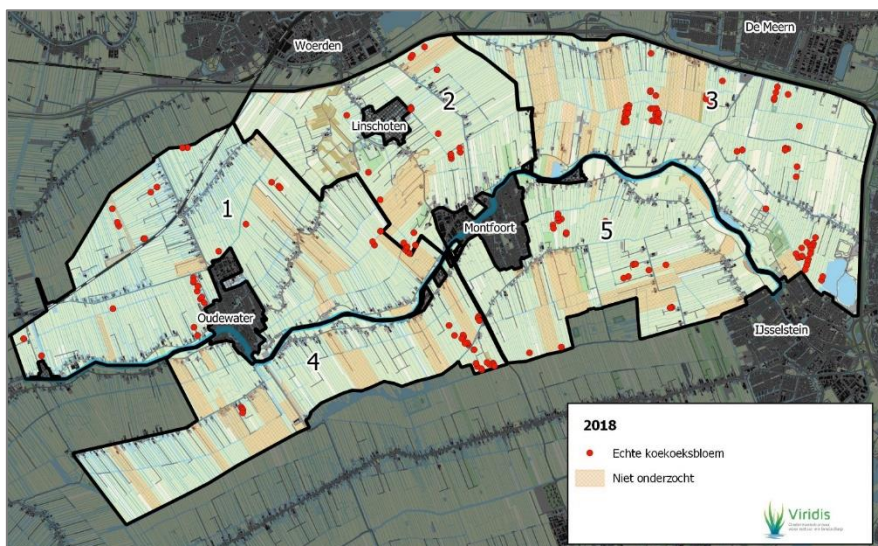 Woerden
De Meern
2
3
Linschoten
1
Montfoort
5
Oudewater
IJsselstein
4
2018
Echte koekoeksbloem
Niet onderzocht
Viridis